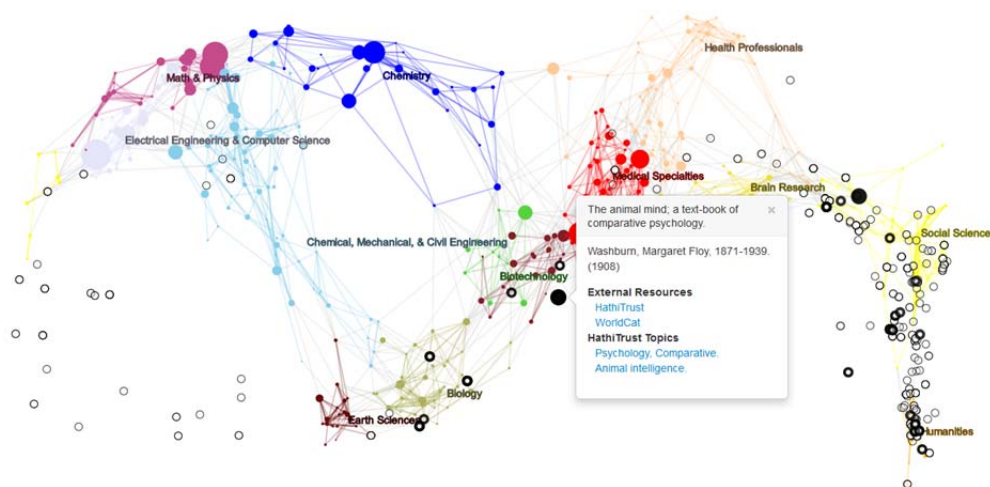 Health Professionals
Math & Physics
Chemistry
Electrical Engineering & Computer Science
Medical Specialties
Brain Research
The animal mind; a text-book of
comparative psychology.
×
Washburn, Margaret Floy, 1871-1939.
(1908)
External Resources
HathiTrust
WorldCat
HathiTrust Topics
Psychology, Comparative.
Animal intelligence.
Social Science
Chemical, Mechanical, & Civil Engineering
Biotechnology
Biology
Earth Sciences
Humanities